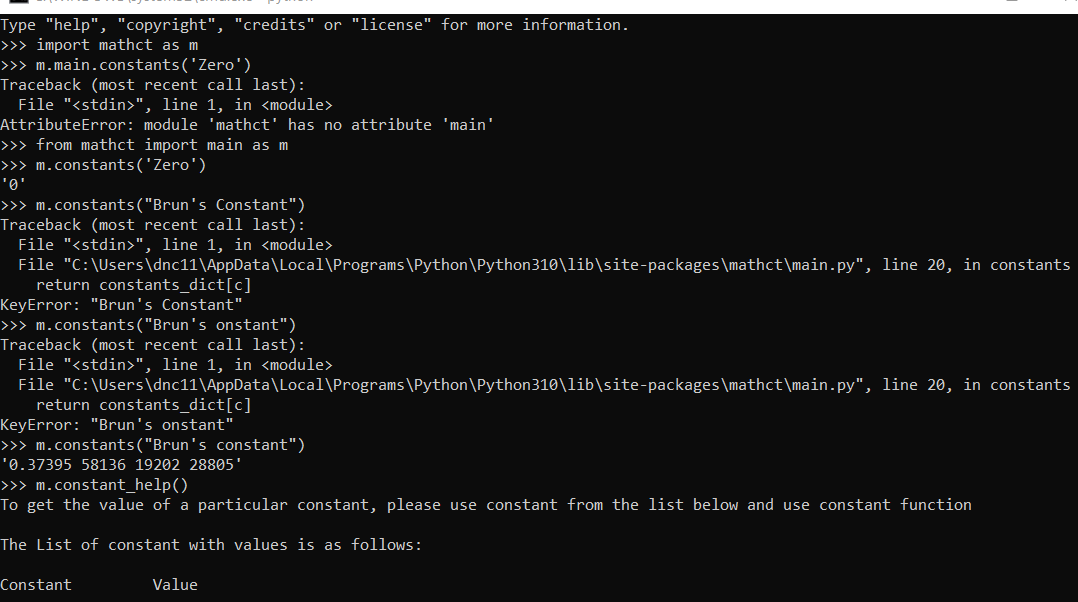 Type "help", "copyright", "credits" or "license" for more information.
>>> import mathct as m
>>> m.main.constants('Zero')
Traceback (most recent call last):
  File "<stdin>", line 1, in <module>
AttributeError: module 'mathct' has no attribute 'main'
>>> from mathct import main as m
>>> m.constants('Zero')
'0'
>>> m.constants("Brun's Constant")
Traceback (most recent call last):
  File "<stdin>", line 1, in <module>
  File "C:\Users\dnc11\AppData\Local\Programs\Python\Python310\lib\site-packages\mathct\main.py", line 20, in constants
    return constants_dict[c]
KeyError: "Brun's Constant"
>>> m.constants("Brun's onstant")
Traceback (most recent call last):
  File "<stdin>", line 1, in <module>
  File "C:\Users\dnc11\AppData\Local\Programs\Python\Python310\lib\site-packages\mathct\main.py", line 20, in constants
    return constants_dict[c]
KeyError: "Brun's onstant"
>>> m.constants("Brun's constant")
'0.37395 58136 19202 28805'
>>> m.constant_help()
To get the value of a particular constant, please use constant from the list below and use constant function
The List of constant with values is as follows:
Constant         Value